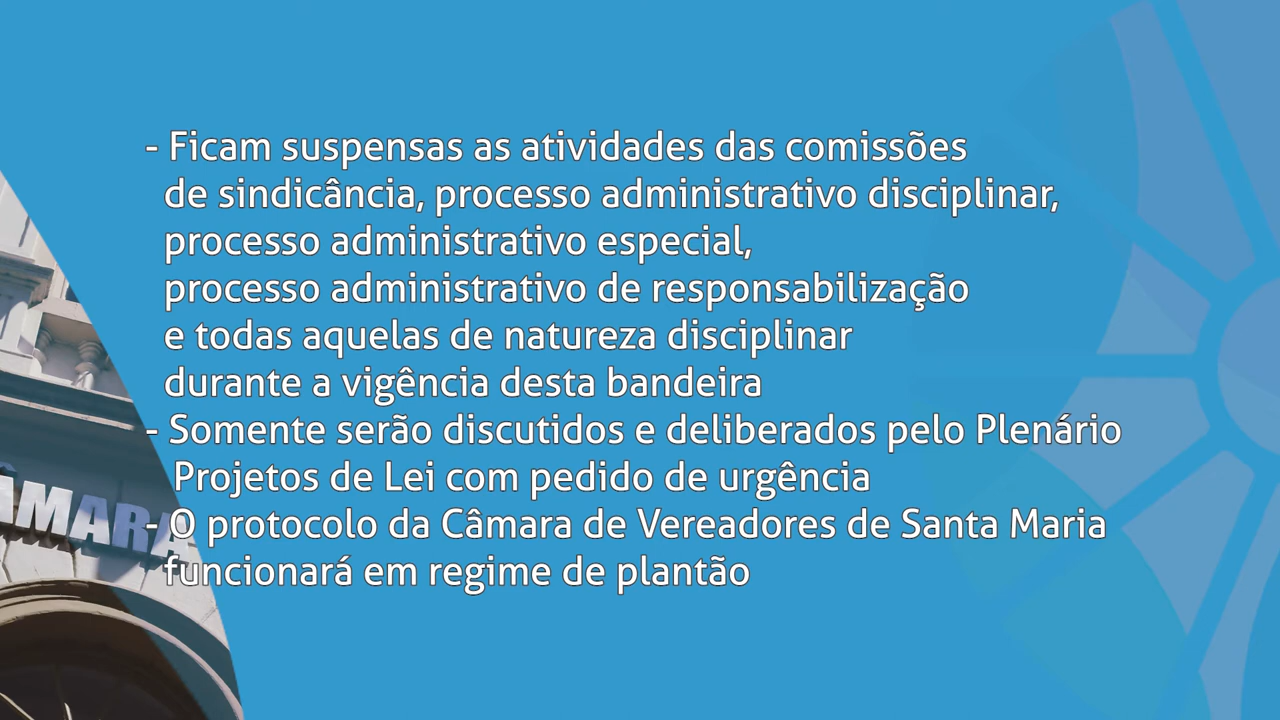 - Ficam suspensas as atividades das comissões
de sindicância, processo administrativo disciplinar,
processo administrativo especial,
processo administrativo de responsabilização
e todas aquelas de natureza disciplinar
durante a vigência desta bandeira
- Somente serão discutidos e deliberados pelo Plenário
Projetos de Lei com pedido de urgência
- O protocolo da Câmara de Vereadores de Santa Maria
funcionará em regime de plantão
CÂMARA